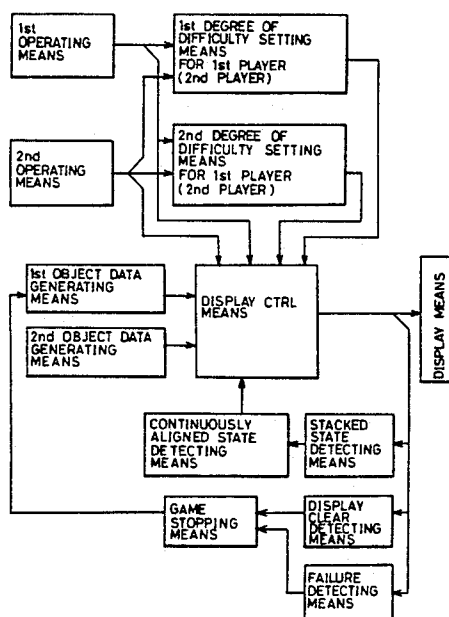 1st
OPERATING
MEANS
1st DEGREE OF
DIFFICULTY SETTING
MEANS
FOR 1st PLAYER
(2nd PLAYER)
2nd
OPERATING
MEANS
2nd DEGREE OF
DIFFICULTY SETTING
MEANS
FOR 1st PLAYER
(2nd PLAYER)
1st OBJECT DATA
GENERATING
MEANS
2nd OBJECT DATA
GENERATING
MEANS
DISPLAY CTRL
MEANS
DISPLAY MEANS
CONTINUOUSLY
ALIGNED STATE
DETECTING
MEANS
STACKED
STATE
DETECTING
MEANS
GAME
STOPPING
MEANS
DISPLAY
CLEAR
DETECTING
MEANS
FAILURE
DETECTING
MEANS